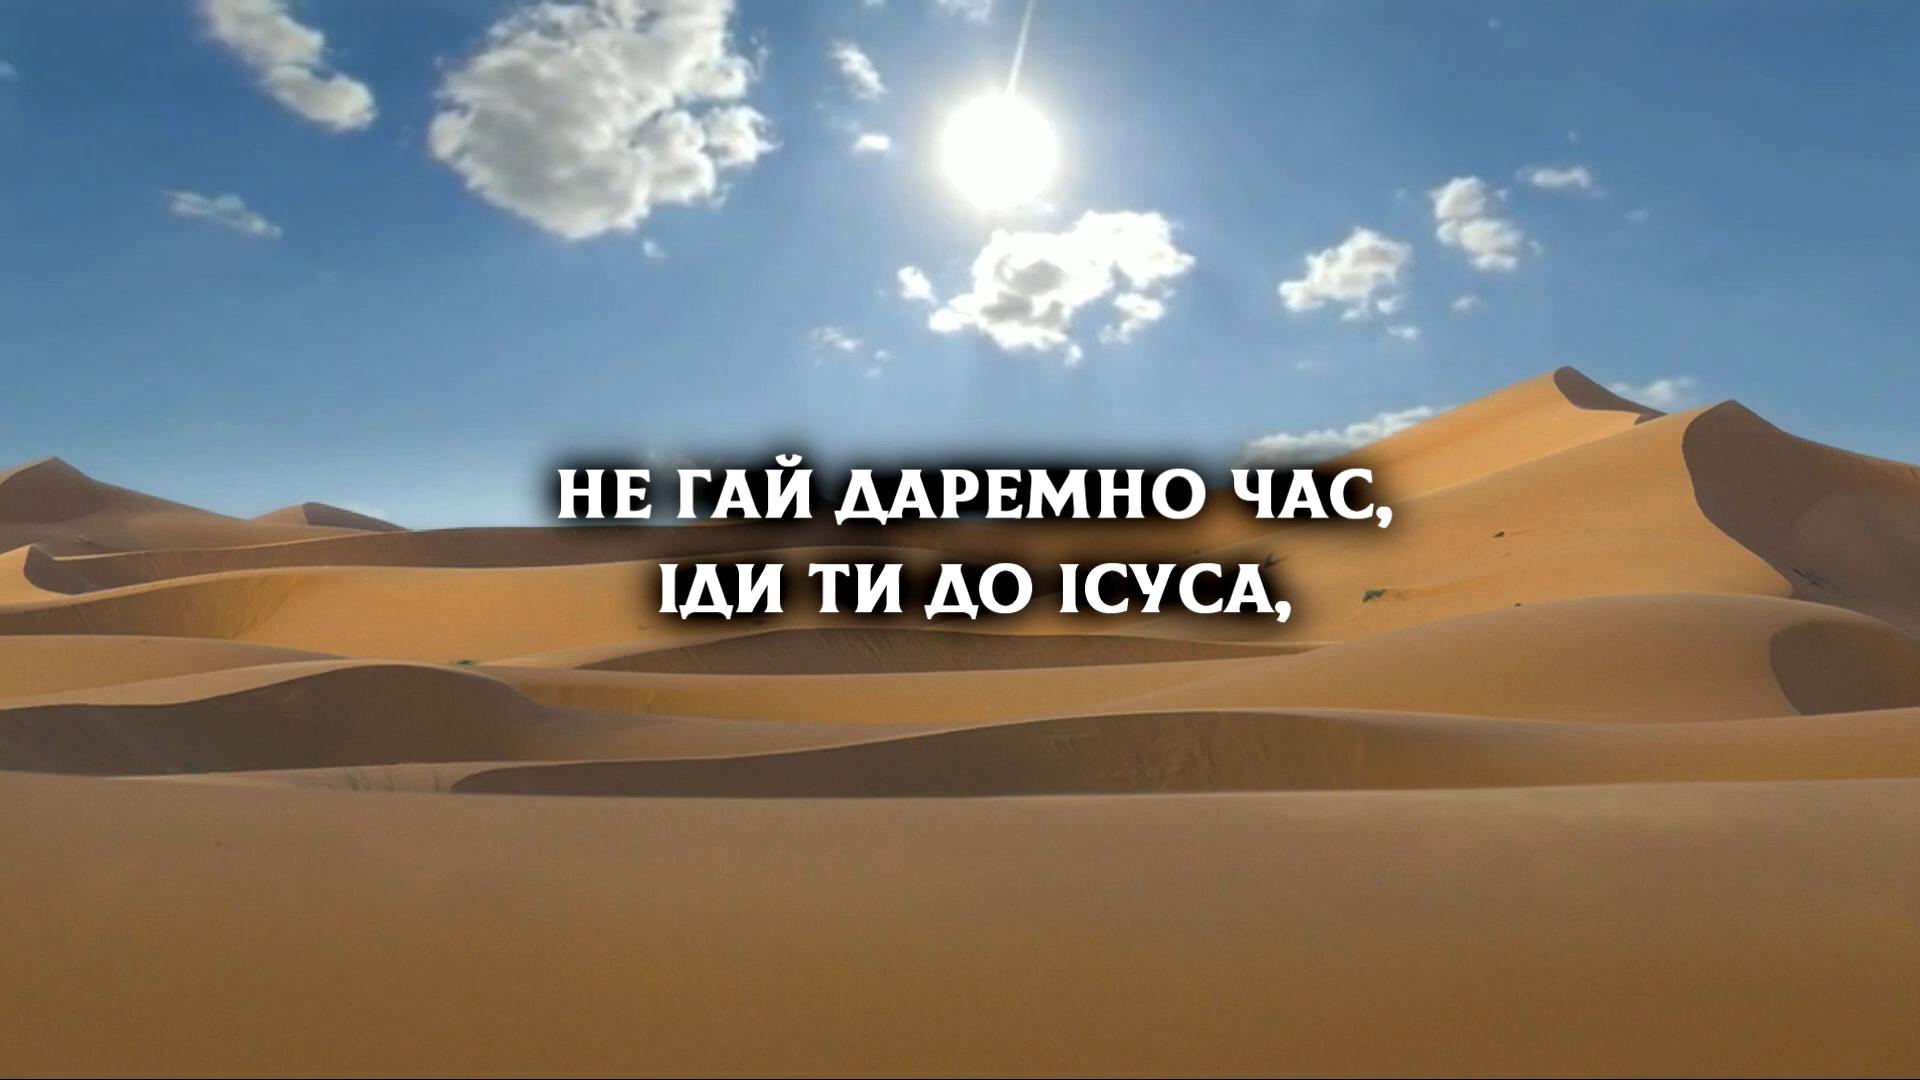 НЕ ГАЙ ДАРЕМНО ЧАС,
ІДИ ТИ ДО ІСУСА,